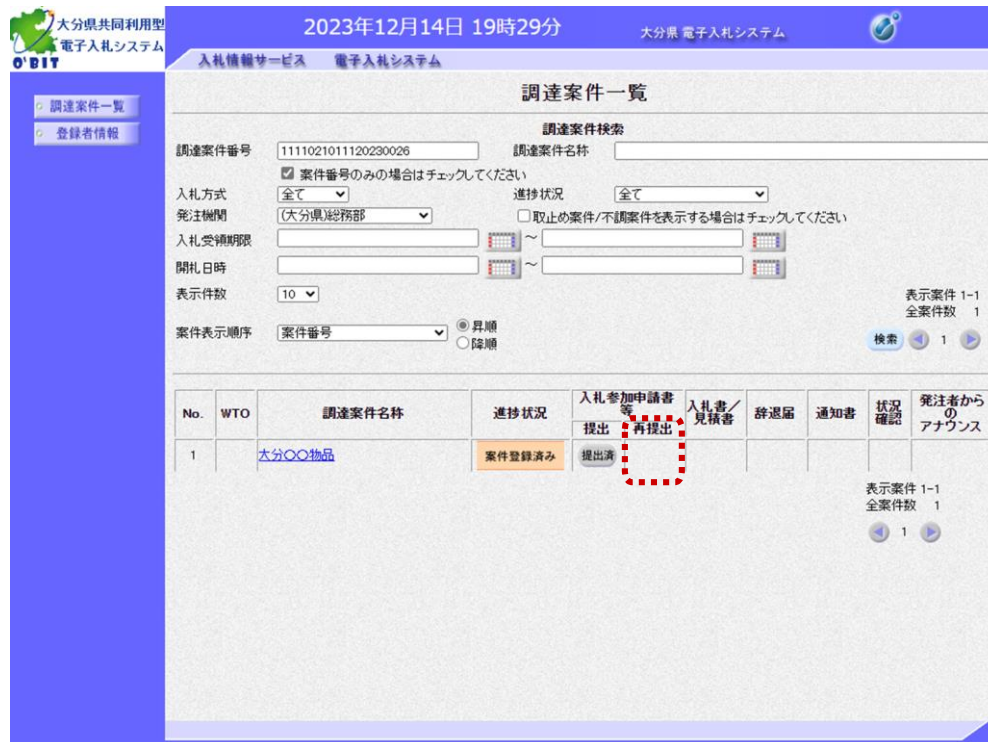 大分県共同利用型
電子入札システム
O'BIT
2023年12月14日 19時29分
大分県 電子入札システム
入札情報サービス 電子入札システム
調達案件一覧
登録者情報
調達案件一覧
調達案件検索
調達案件番号 1111021011120230026 調達案件名称
案件番号のみの場合はチェックしてください
入札方式 全て 進捗状況 全て
発注機関 (大分県)総務部 取止め案件/不調案件を表示する場合はチェックしてください
入札受領期限 ~
開札日時 ~
表示件数 10
表示案件 1-1
全案件数 1
案件表示順序 案件番号 昇順
降順
検索 1
No. WTO 調達案件名称 進捗状況 入札参加申請書等 入札書/見積書 辞退届 通知書 状況確認 発注者からのアナウンス
提出 再提出
1 大分〇〇物品 案件登録済み 提出済
表示案件 1-1
全案件数 1
1